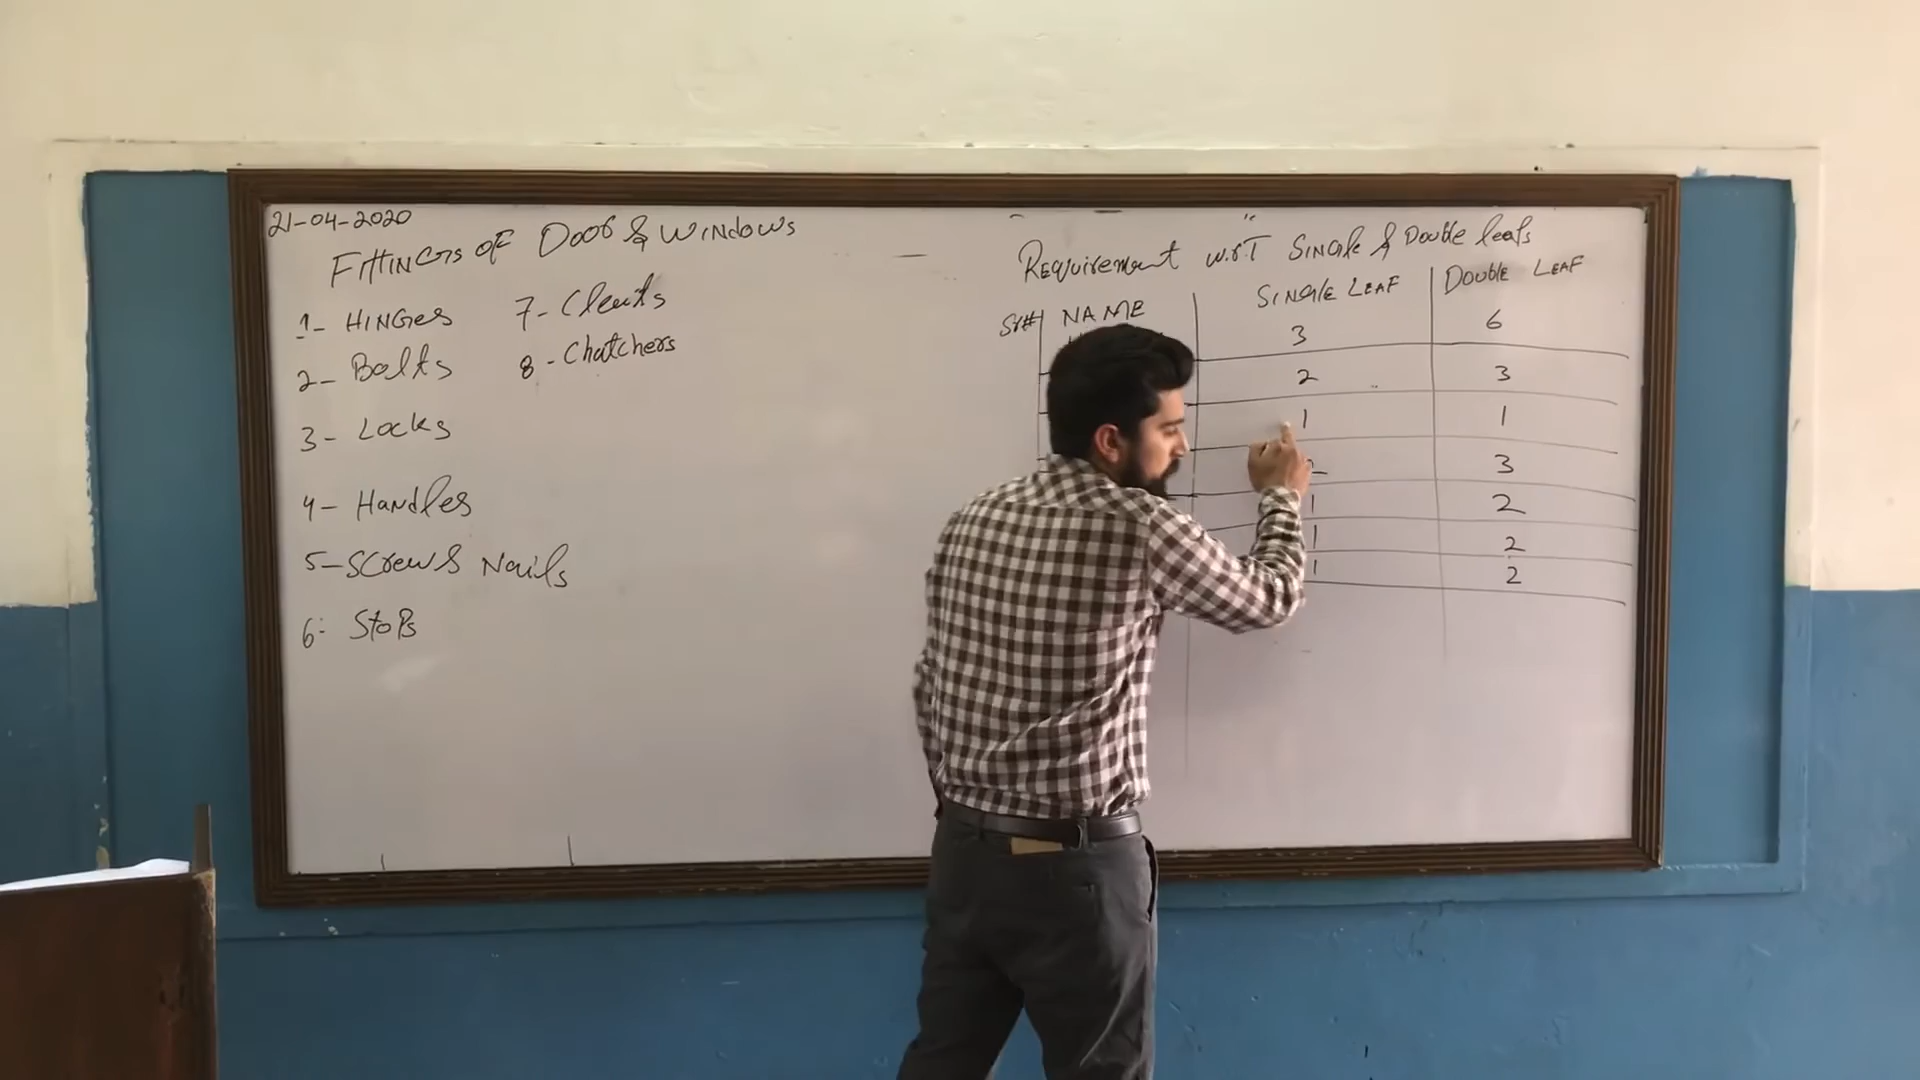 21-04-2020
FittINGs oF Door & WINdowS
1- HINGes
2- Bolts
3- Locks
4- Handles
5- Screw & Nails
6: StoPs
7- Cleats
8- Chatchers
REquirement w.r.T SINGle & Double leafs
Sr# NAME SINGlE LEAF DoublE LEAF
3 6
2 3
1 1
2 3
1 2
1 2
1 2